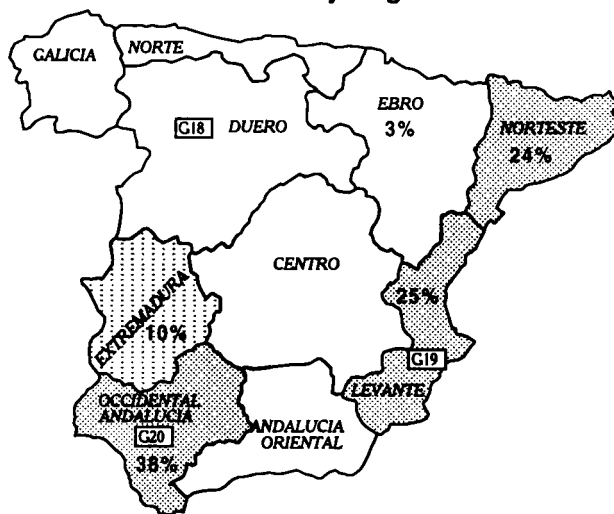 GALICIA
NORTE
EBRO
3%
NORTESTE
24%
G18 DUERO
CENTRO
25%
EXTREMADURA
10%
G19
LEVANTE
OCCIDENTAL
ANDALUCIA
G20
38%
ANDALUCIA
ORIENTAL